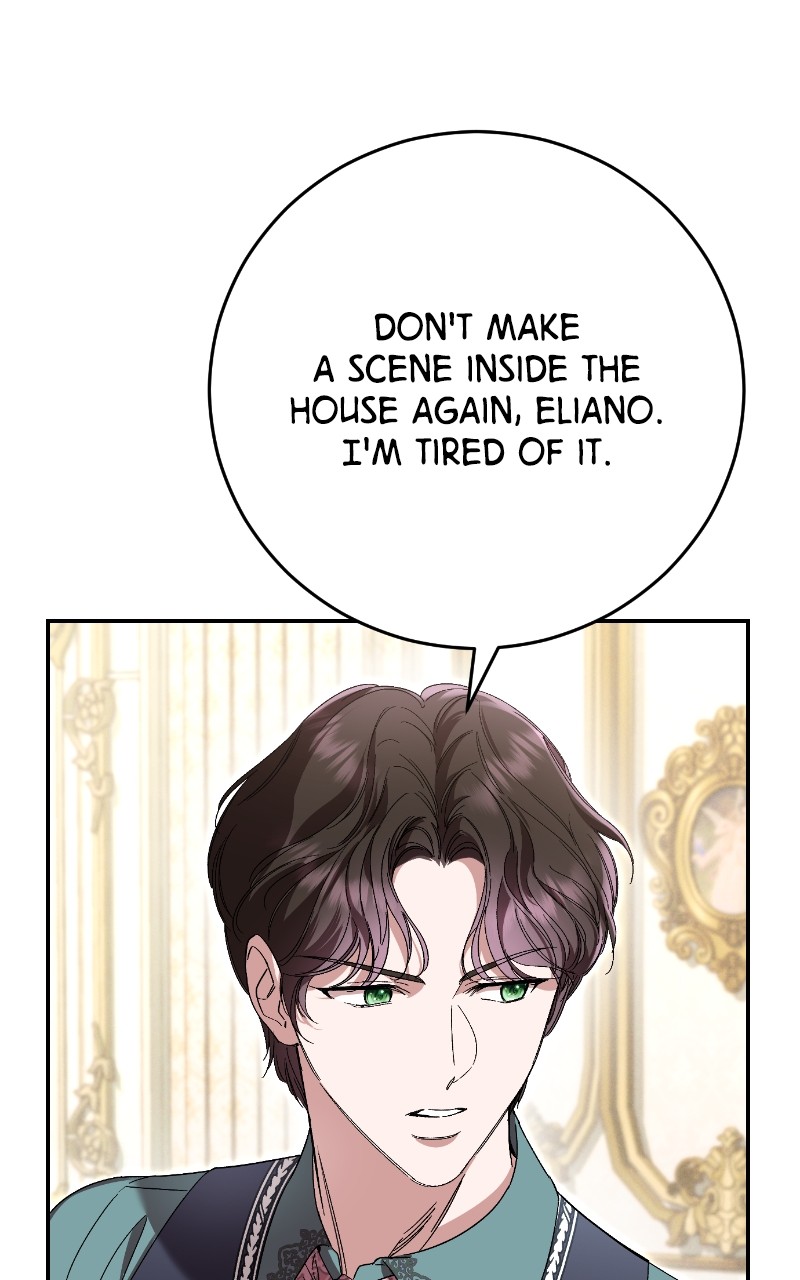 DON'T MAKE
A SCENE INSIDE THE
HOUSE AGAIN, ELIANO.
I'M TIRED OF IT.